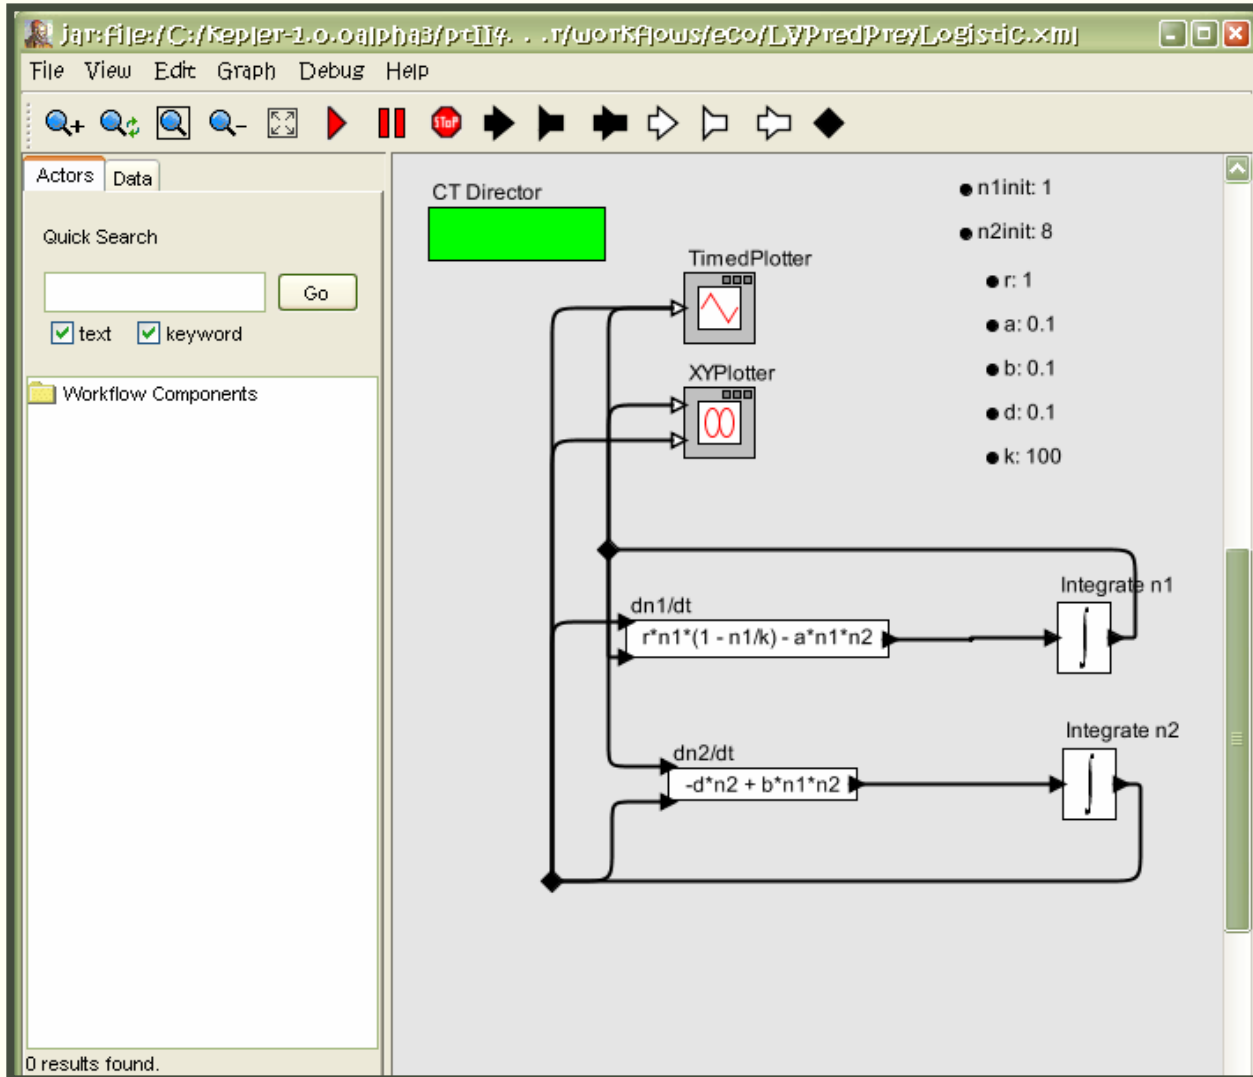 jar:file:/C:/Kepler-1.0.0alpha3/ptII4. . .r/workflows/eco/LVPredPreyLogistic.xml
File View Edit Graph Debug Help
STOP
Actors Data
Quick Search
Go
text keyword
Workflow Components
0 results found.
CT Director
n1init: 1
n2init: 8
TimedPlotter
r: 1
a: 0.1
XYPlotter
b: 0.1
d: 0.1
k: 100
Integrate n1
dn1/dt
r*n1*(1 - n1/k) - a*n1*n2
∫
Integrate n2
dn2/dt
-d*n2 + b*n1*n2
∫